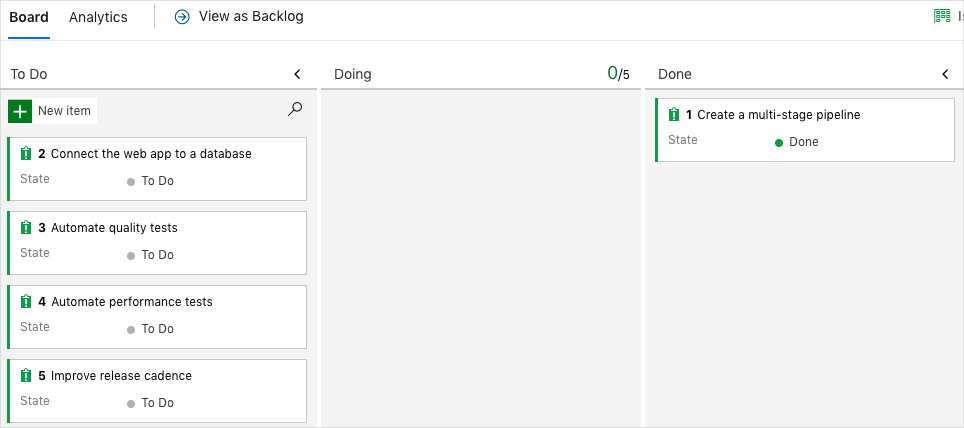 Board Analytics View as Backlog
To Do
New item
2 Connect the web app to a database
State To Do
3 Automate quality tests
State To Do
4 Automate performance tests
State To Do
5 Improve release cadence
State To Do
Doing 0/5
Done
1 Create a multi-stage pipeline
State Done